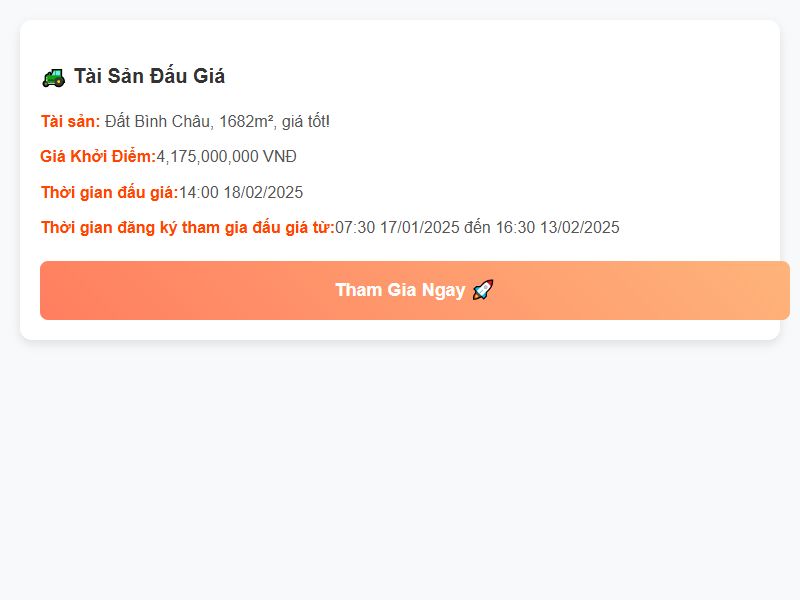 Tài Sản Đấu Giá
Tài sản: Đất Bình Châu, 1682m², giá tốt!
Giá Khởi Điểm:4,175,000,000 VNĐ
Thời gian đấu giá:14:00 18/02/2025
Thời gian đăng ký tham gia đấu giá từ:07:30 17/01/2025 đến 16:30 13/02/2025
Tham Gia Ngay 🚀